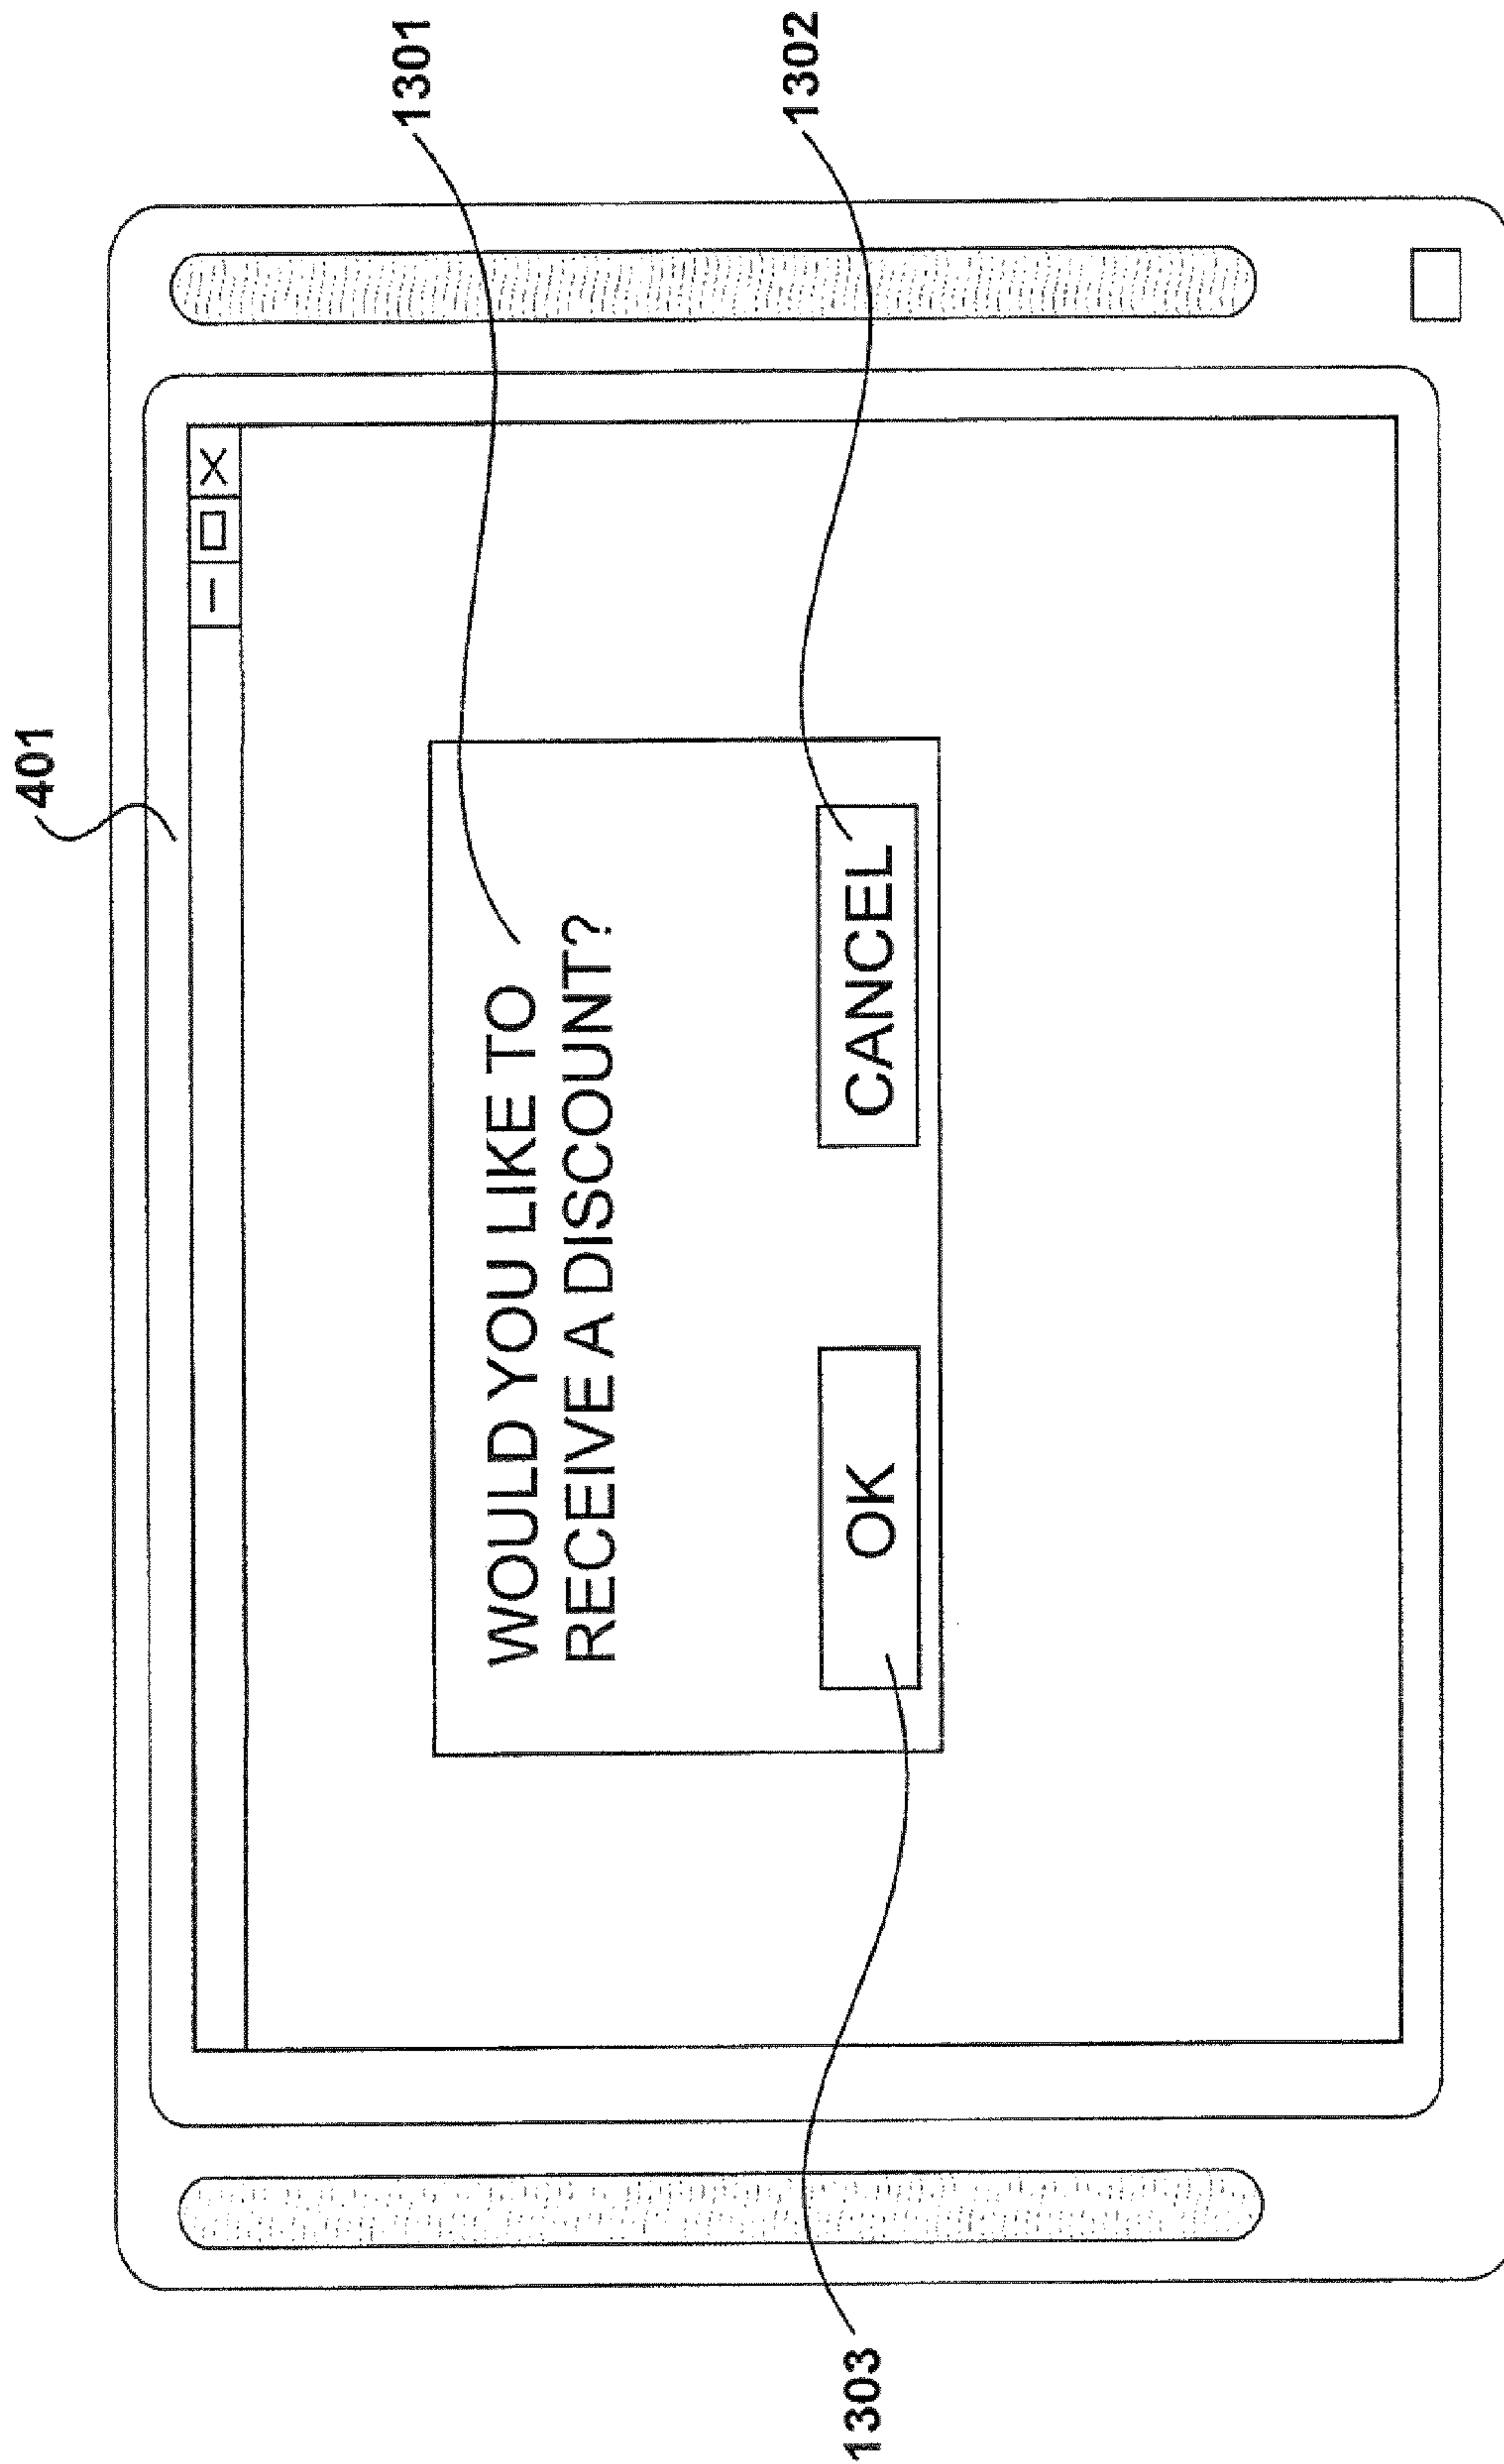 401
1301
WOULD YOU LIKE TO
RECEIVE A DISCOUNT?
1302
OK
CANCEL
1303